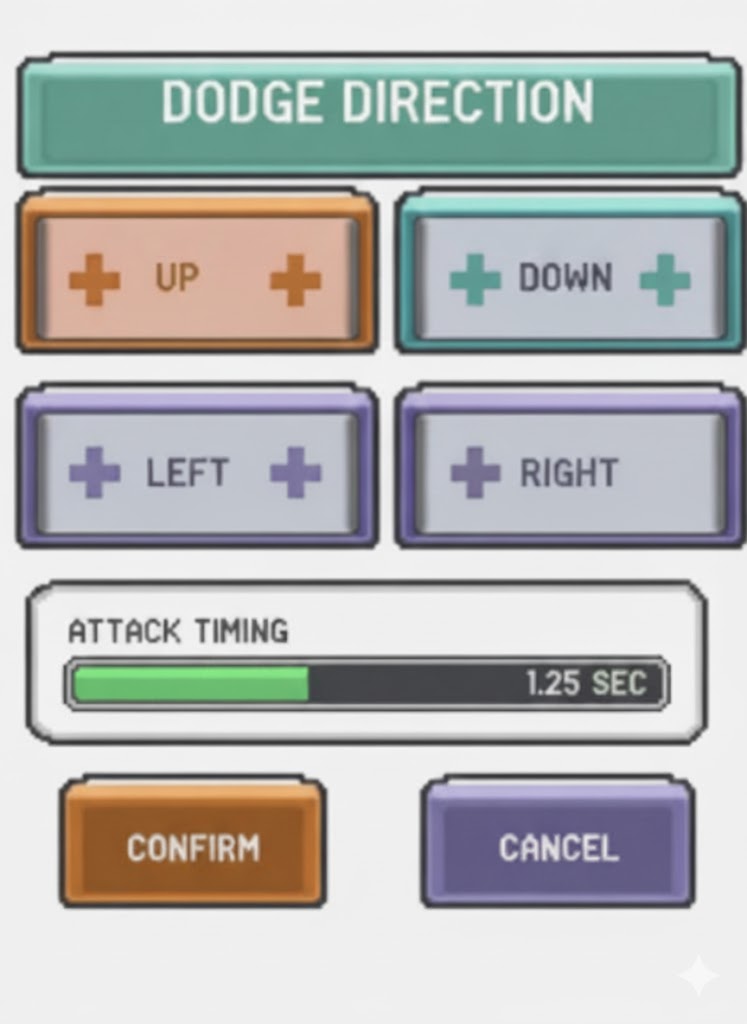 DODGE DIRECTION
UP
DOWN
LEFT
RIGHT
ATTACK TIMING
1.25 SEC
CONFIRM
CANCEL